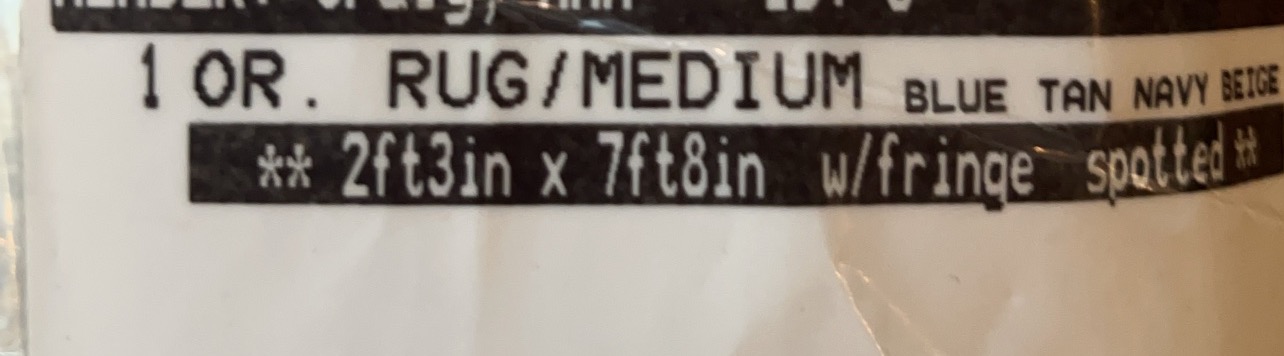 1 OR. RUG/MEDIUM BLUE TAN NAVY BEIGE
** 2ft3in x 7ft8in w/fringe spotted **